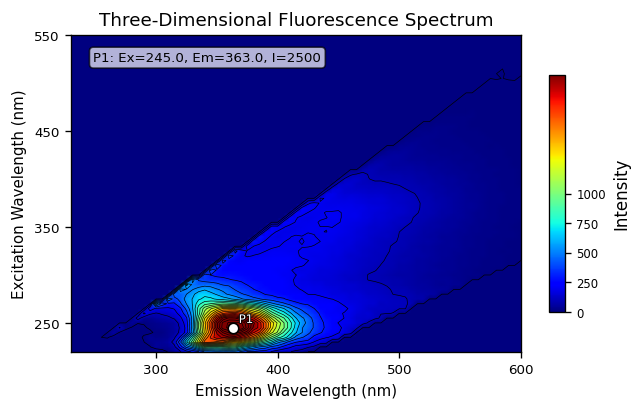 Three-Dimensional Fluorescence Spectrum
P1: Ex=245.0, Em=363.0, I=2500
550
450
350
250
Excitation Wavelength (nm)
P1
300
400
500
600
Emission Wavelength (nm)
1000
750
500
250
0
Intensity